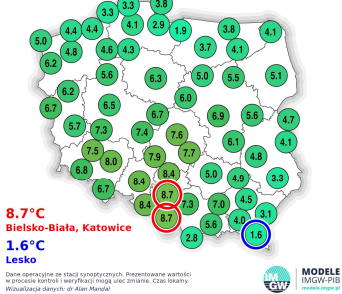 3.3 3.3 3.8
4.4 4.4 4.1 2.9 1.9 3.8 4.1
5.0 4.8 4.6 4.3 3.7 4.1
6.2 5.6 6.3 5.0 5.5 5.1
6.2 6.0
6.7 6.5 6.7 6.9 5.6 4.7
5.7 7.3 7.4 7.6 6.1 4.1
7.5 8.0 7.9 7.7 4.8
6.8 8.4 8.4 5.0 4.9 3.3
6.7 8.7 4.5
8.4 8.7 7.3 7.0 4.0 3.1
2.8 5.6 1.6
8.7°C
Bielsko-Biała, Katowice
1.6°C
Lesko
Dane operacyjne ze stacji synoptycznych. Prezentowane wartości
w procesie kontroli i weryfikacji mogą ulec zmianie. Czas lokalny.
Wizualizacja danych: dr Alan Mandal
IM
GW
MODELE
IMGW-PIB
modele.imgw.pl